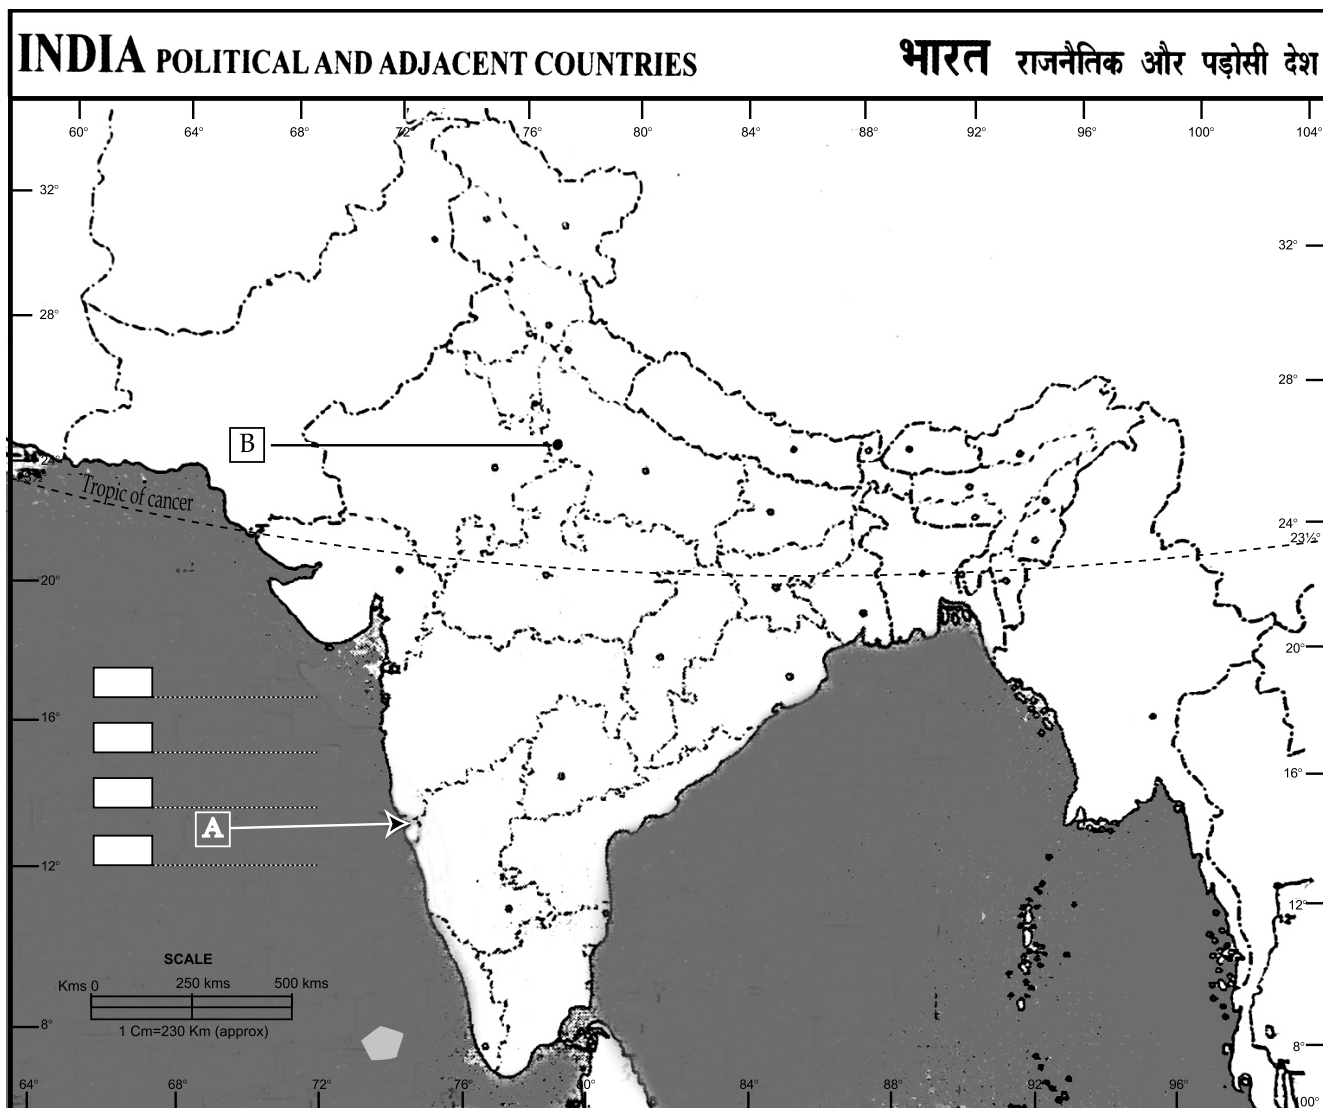 INDIA POLITICAL AND ADJACENT COUNTRIES भारत राजनैतिक और पड़ोसी देश
60° 64° 68° 72° 76° 80° 84° 88° 92° 96° 100° 104°
32°
32°
28°
28°
B
24°
Tropic of cancer
24°
23½°
20°
20°
16°
16°
A
12°
12°
SCALE
Kms 0 250 kms 500 kms
1 Cm=230 Km (approx)
8°
8°
64° 68° 72° 76° 80° 84° 88° 92° 96° 100°